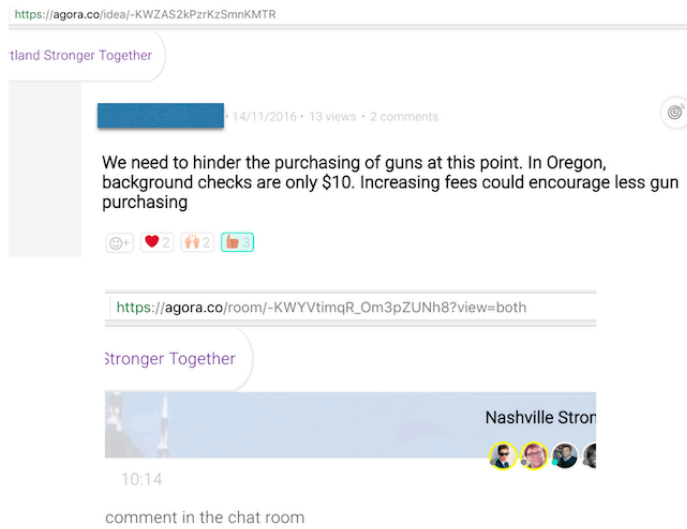 https://agora.co/idea/-KWZAS2kPzrKzSmnKMTR
tland Stronger Together
• 14/11/2016 • 13 views • 2 comments
We need to hinder the purchasing of guns at this point. In Oregon,
background checks are only $10. Increasing fees could encourage less gun
purchasing
2 2 3
https://agora.co/room/-KWYVtimqR_Om3pZUNh8?view=both
Stronger Together
Nashville Stron
10:14
comment in the chat room